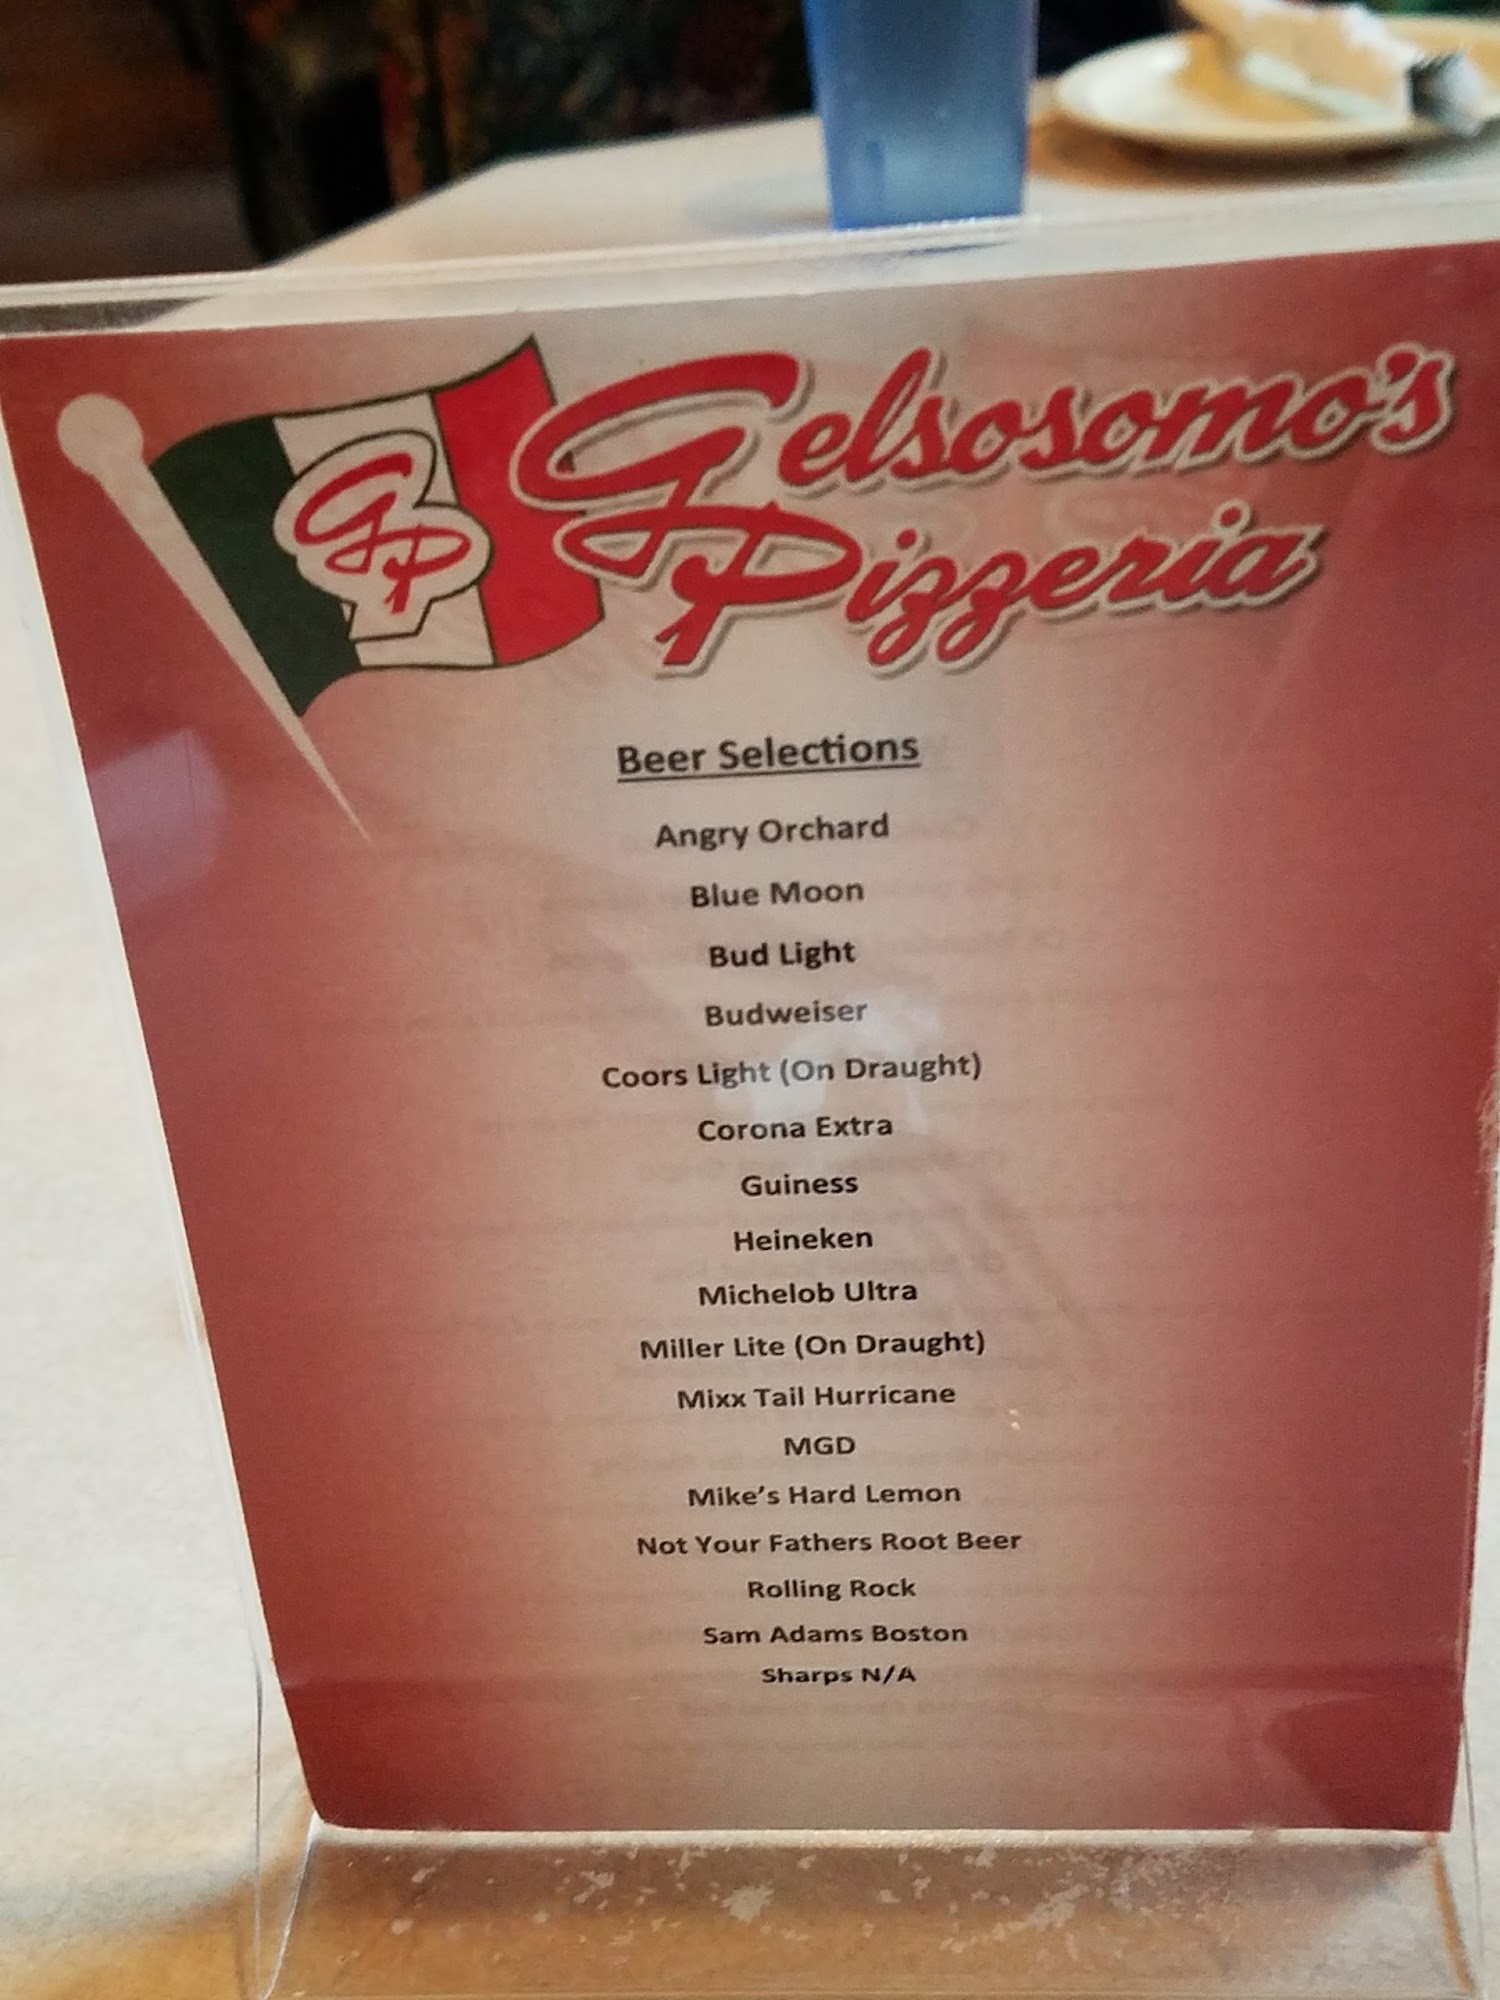 GP
Gelsosomo's
Pizzeria
Beer Selections
Angry Orchard
Blue Moon
Bud Light
Budweiser
Coors Light (On Draught)
Corona Extra
Guiness
Heineken
Michelob Ultra
Miller Lite (On Draught)
Mixx Tail Hurricane
MGD
Mike's Hard Lemon
Not Your Fathers Root Beer
Rolling Rock
Sam Adams Boston
Sharps N/A